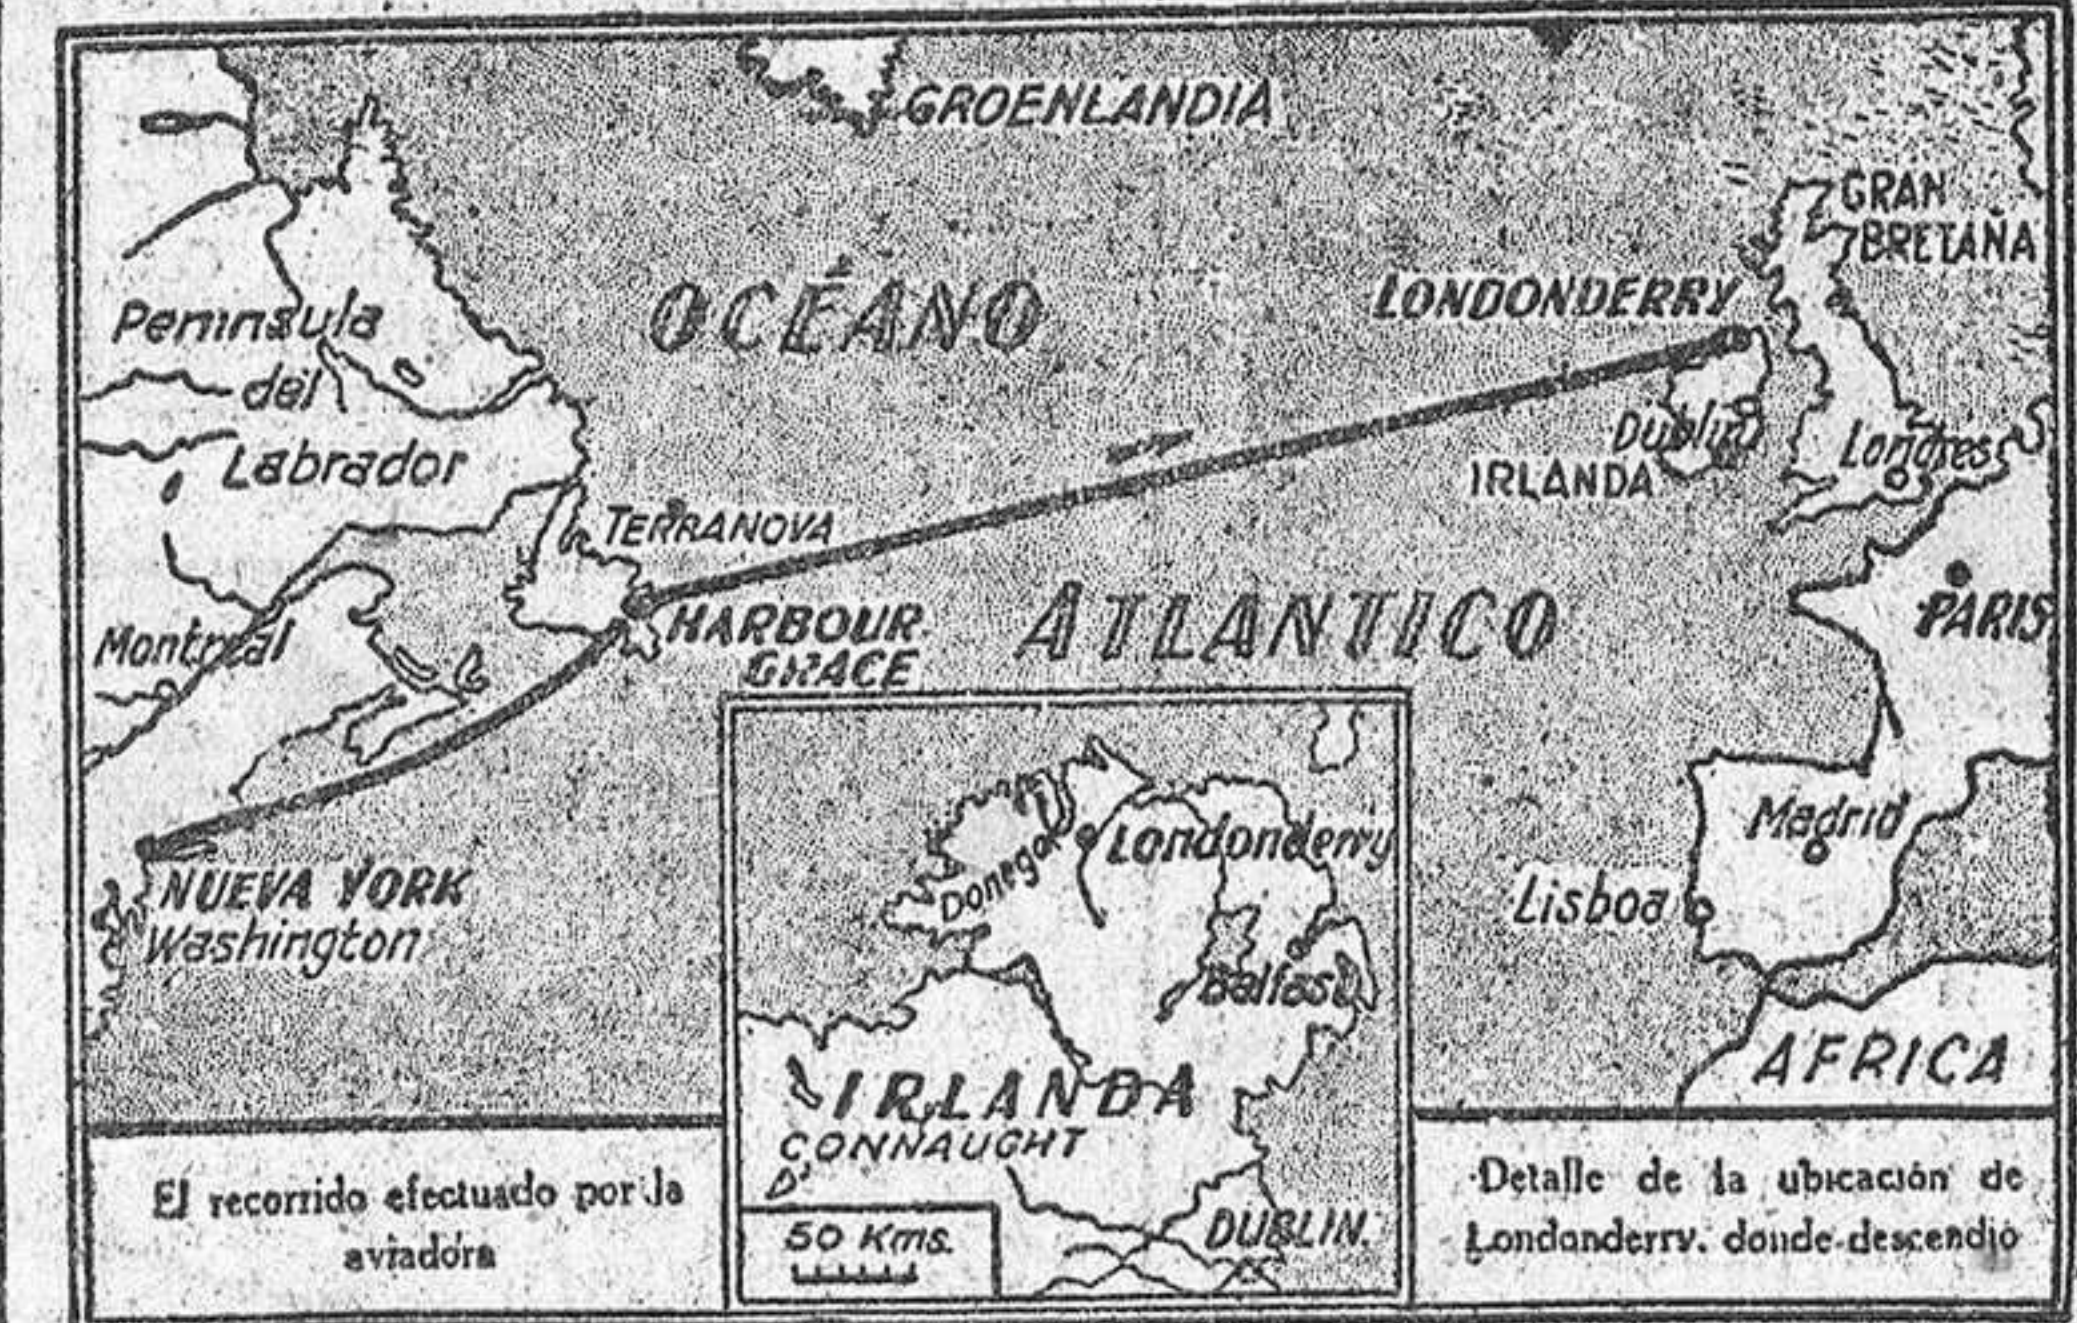 GROENLANDIA
GRAN
BRETAÑA
OCÉANO
LONDONDERRY
Peninsula
del
Labrador
Dublin
Londres
IRLANDA
TERRANOVA
HARBOUR
GRACE
ATLANTICO
PARIS
Montreal
NUEVA YORK
Washington
Londonderry
Donegal
Belfast
Madrid
Lisboa
IRLANDA
CONNAUGHT
AFRICA
50 Kms.
DUBLIN.
El recorrido efectuado por la
aviadora
Detalle de la ubicación de
Londonderry. donde descendió